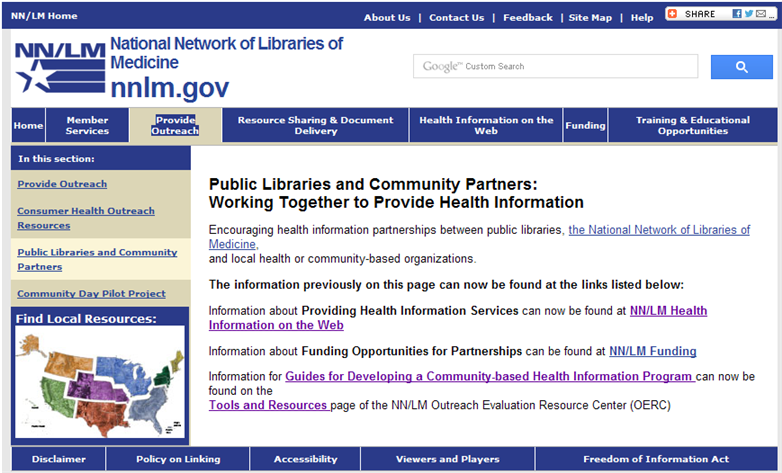 NN/LM Home
About Us | Contact Us | Feedback | Site Map | Help
SHARE
NN/LM
National Network of Libraries of
Medicine
nnlm.gov
Google™ Custom Search
Home
Member
Services
Provide
Outreach
Resource Sharing & Document
Delivery
Health Information on the
Web
Funding
Training & Educational
Opportunities
In this section:
Provide Outreach
Consumer Health Outreach
Resources
Public Libraries and Community
Partners
Community Day Pilot Project
Find Local Resources:
Public Libraries and Community Partners:
Working Together to Provide Health Information
Encouraging health information partnerships between public libraries, the National Network of Libraries of
Medicine,
and local health or community-based organizations.
The information previously on this page can now be found at the links listed below:
Information about Providing Health Information Services can now be found at NN/LM Health
Information on the Web
Information about Funding Opportunities for Partnerships can be found at NN/LM Funding
Information for Guides for Developing a Community-based Health Information Program can now be
found on the
Tools and Resources page of the NN/LM Outreach Evaluation Resource Center (OERC)
Disclaimer
Policy on Linking
Accessibility
Viewers and Players
Freedom of Information Act